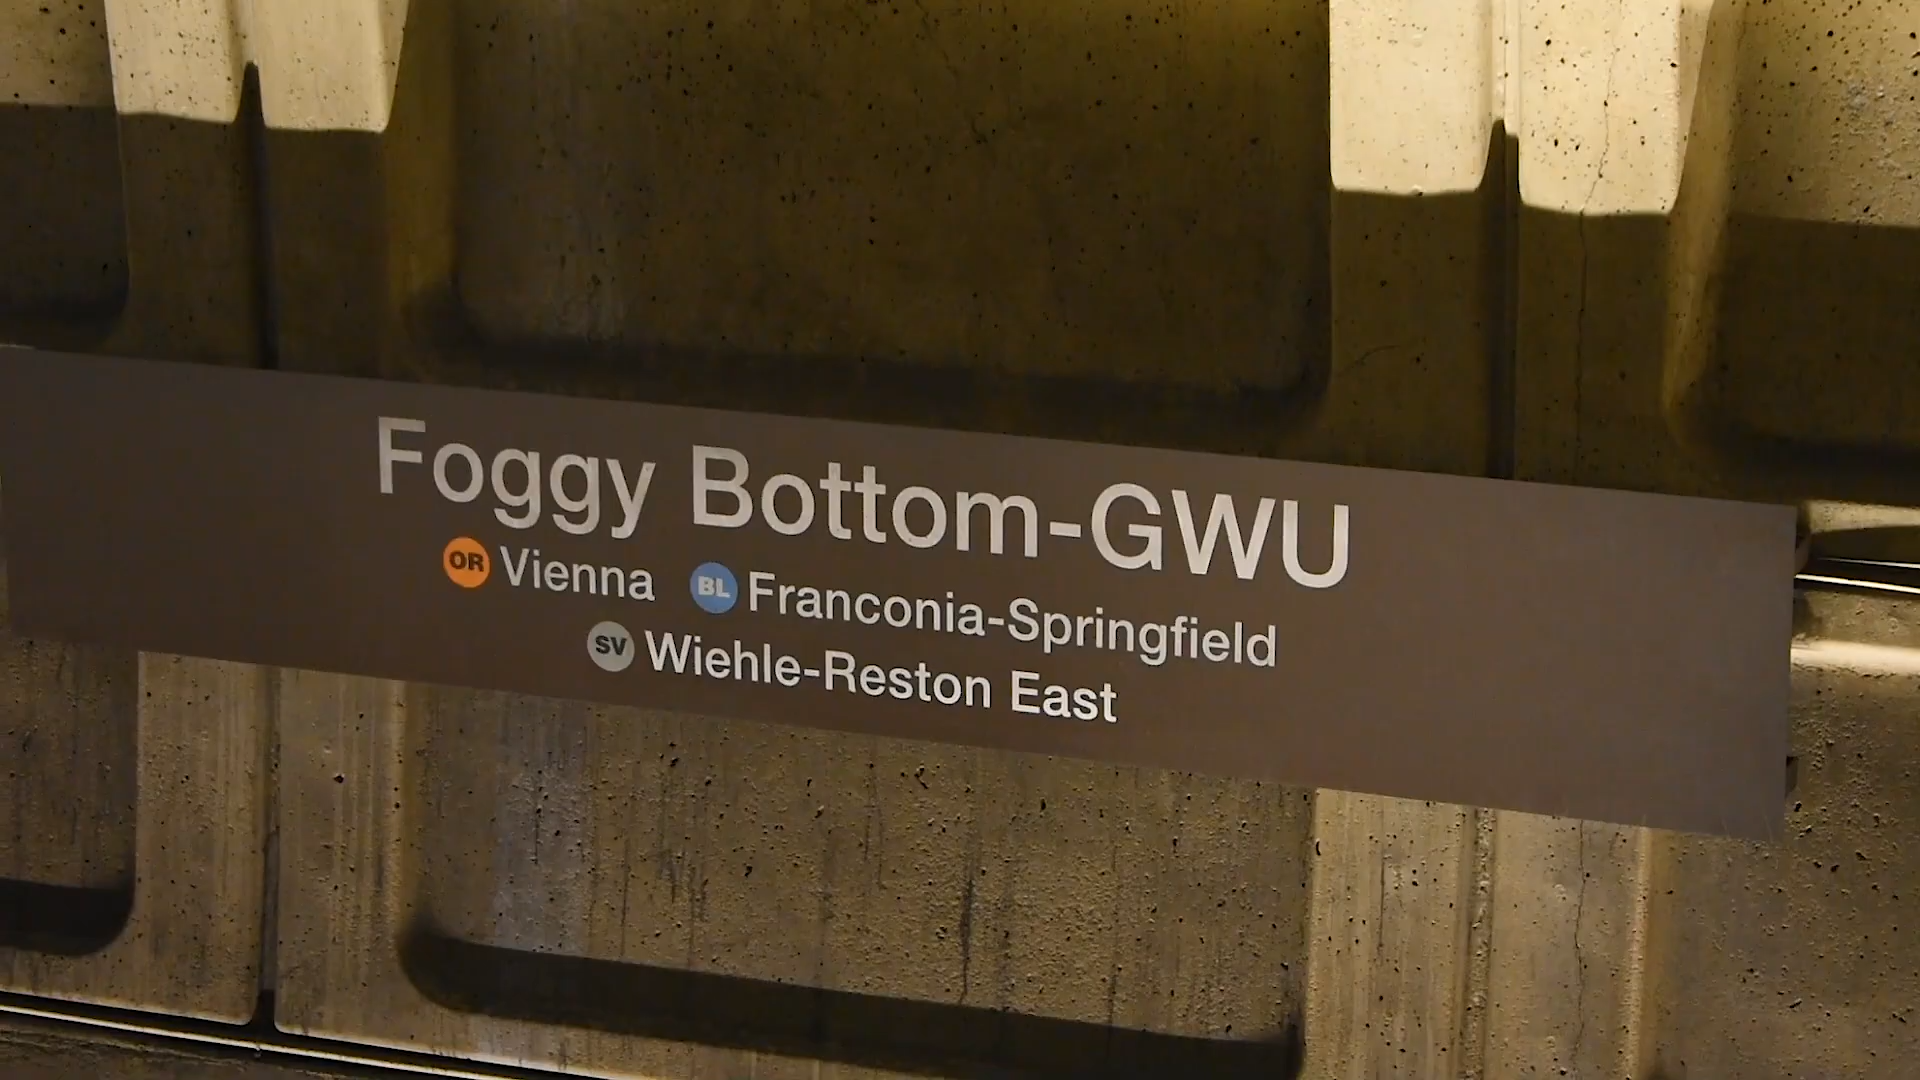 Foggy Bottom-GWU
OR Vienna BL Franconia-Springfield
SV Wiehle-Reston East